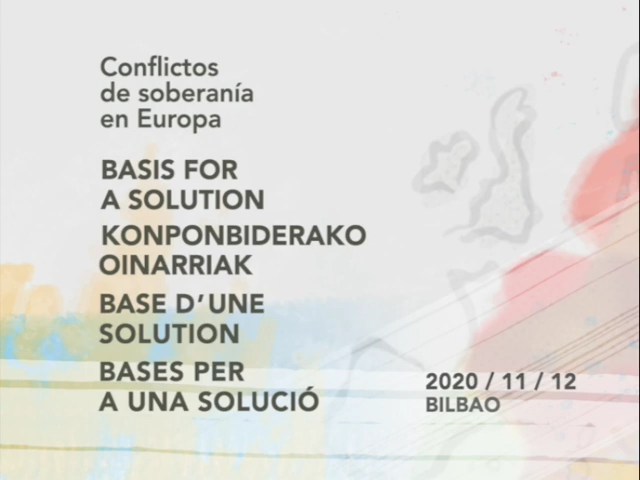 Conflictos
de soberanía
en Europa
BASIS FOR
A SOLUTION
KONPONBIDERAKO
OINARRIAK
BASE D'UNE
SOLUTION
BASES PER
A UNA SOLUCIÓ
2020 / 11 / 12
BILBAO